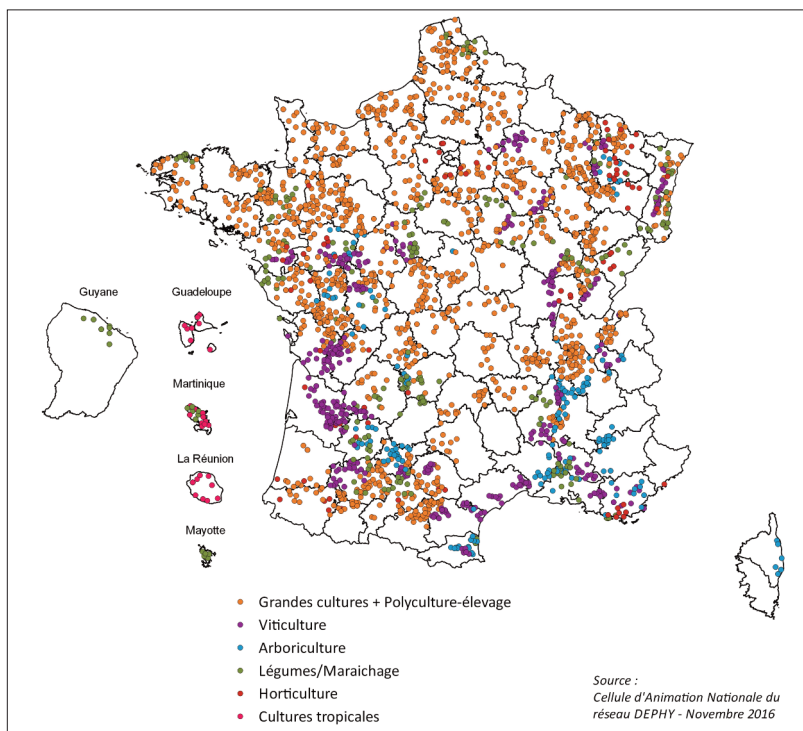 Guyane
Guadeloupe
Martinique
La Réunion
Mayotte
Grandes cultures + Polyculture-élevage
Viticulture
Arboriculture
Légumes/Maraichage
Horticulture
Cultures tropicales
Source :
Cellule d'Animation Nationale du
réseau DEPHY - Novembre 2016